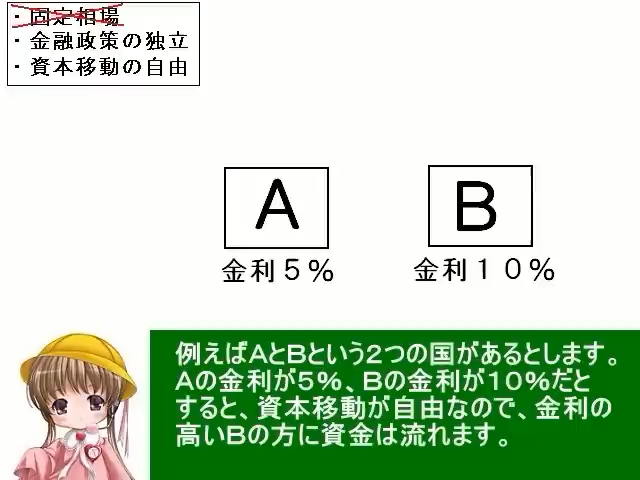 ・固定相場
・金融政策の独立
・資本移動の自由
A
B
金利5%
金利10%
例えばAとBという2つの国があるとします。
Aの金利が5%、Bの金利が10%だと
すると、資本移動が自由なので、金利の
高いBの方に資金は流れます。